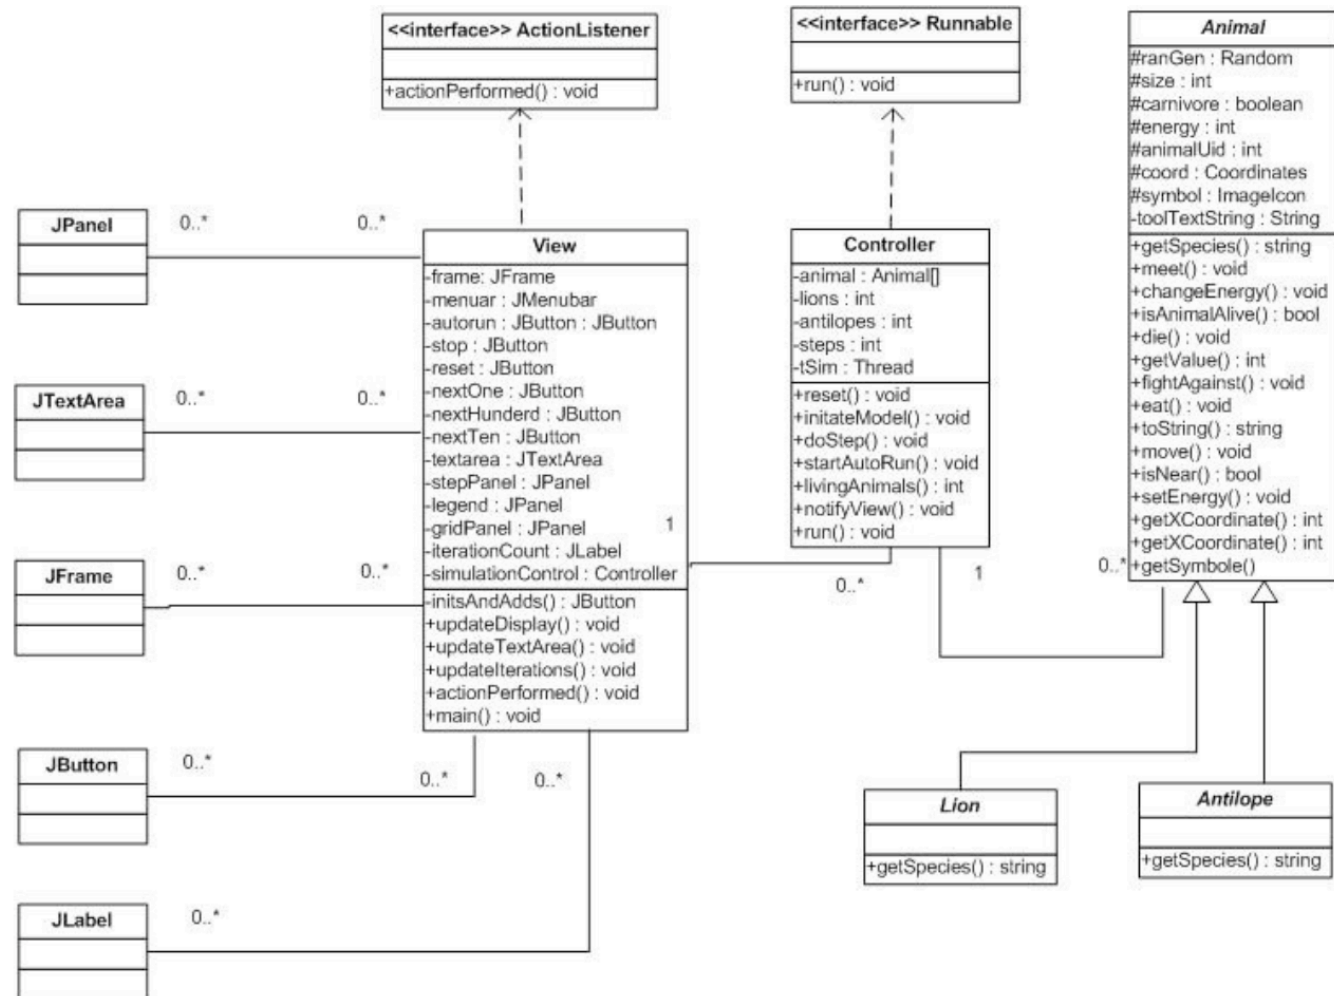 <<interface>> ActionListener
+actionPerformed() : void
<<interface>> Runnable
+run() : void
Animal
#ranGen : Random
#size : int
#carnivore : boolean
#energy : int
#animalUid : int
#coord : Coordinates
#symbol : ImageIcon
-toolTextString : String
+getSpecies() : string
+meet() : void
+changeEnergy() : void
+isAnimalAlive() : bool
+die() : void
+getValue() : int
+fightAgainst() : void
+eat() : void
+toString() : string
+move() : void
+isNear() : bool
+setEnergy() : void
+getXCoordinate() : int
+getXCoordinate() : int
+getSymbole()
JPanel
0..*
0..*
JTextArea
0..*
0..*
JFrame
0..*
0..*
JButton
0..*
0..*
JLabel
0..*
0..*
View
-frame: JFrame
-menuar : JMenubar
-autorun : JButton : JButton
-stop : JButton
-reset : JButton
-nextOne : JButton
-nextHunderd : JButton
-nextTen : JButton
-textarea : JTextArea
-stepPanel : JPanel
-legend : JPanel
-gridPanel : JPanel
-iterationCount : JLabel
-simulationControl : Controller
-initsAndAdds() : JButton
+updateDisplay() : void
+updateTextArea() : void
+updateIterations() : void
+actionPerformed() : void
+main() : void
1
0..*
Controller
-animal : Animal[]
-lions : int
-antilopes : int
-steps : int
-tSim : Thread
+reset() : void
+initateModel() : void
+doStep() : void
+startAutoRun() : void
+livingAnimals() : int
+notifyView() : void
+run() : void
1
0..*
Lion
+getSpecies() : string
Antilope
+getSpecies() : string